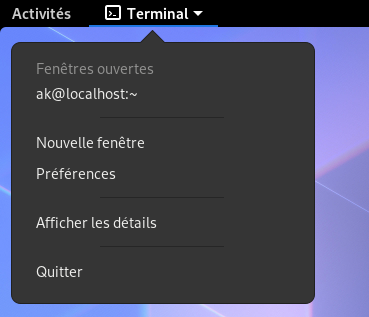 Activités Terminal
Fenêtres ouvertes
ak@localhost:~
Nouvelle fenêtre
Préférences
Afficher les détails
Quitter